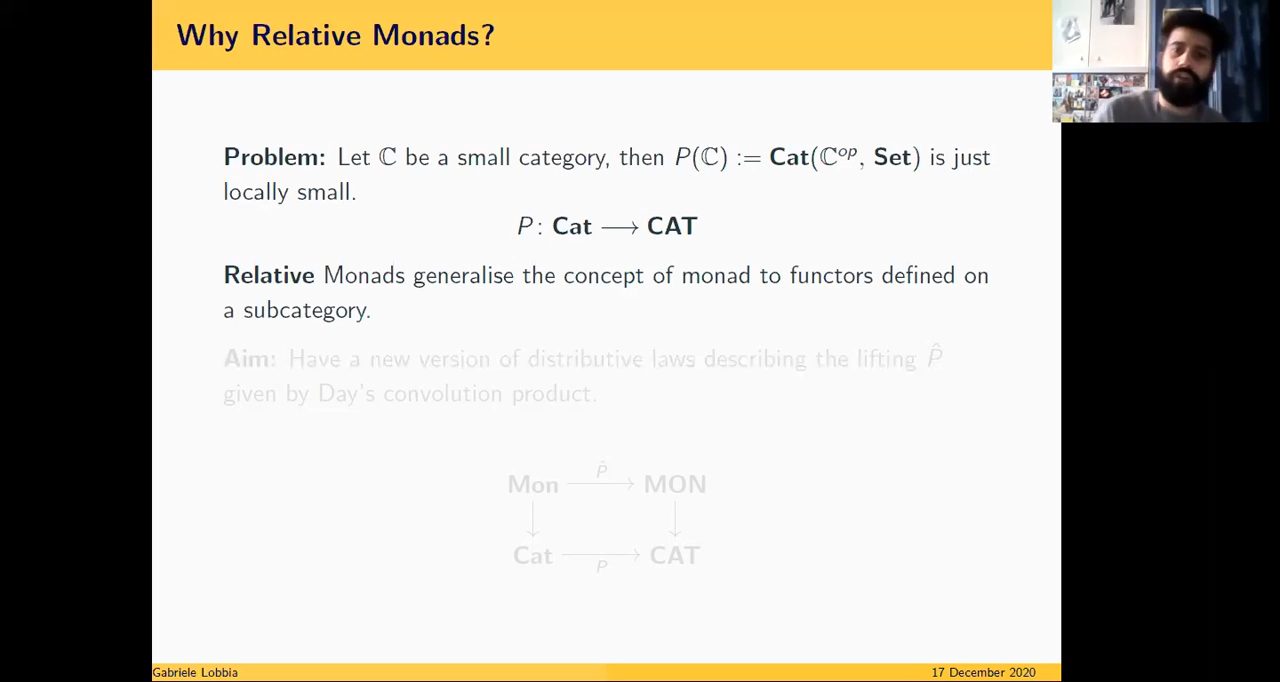 Why Relative Monads?
Problem: Let ℂ be a small category, then P(ℂ) := Cat(ℂᵒᵖ, Set) is just
locally small.
P: Cat ⟶ CAT
Relative Monads generalise the concept of monad to functors defined on
a subcategory.
Aim: Have a new version of distributive laws describing the lifting P̂
given by Day's convolution product.
P̂
Mon ⟶ MON
Cat ⟶ CAT
P
Gabriele Lobbia 17 December 2020